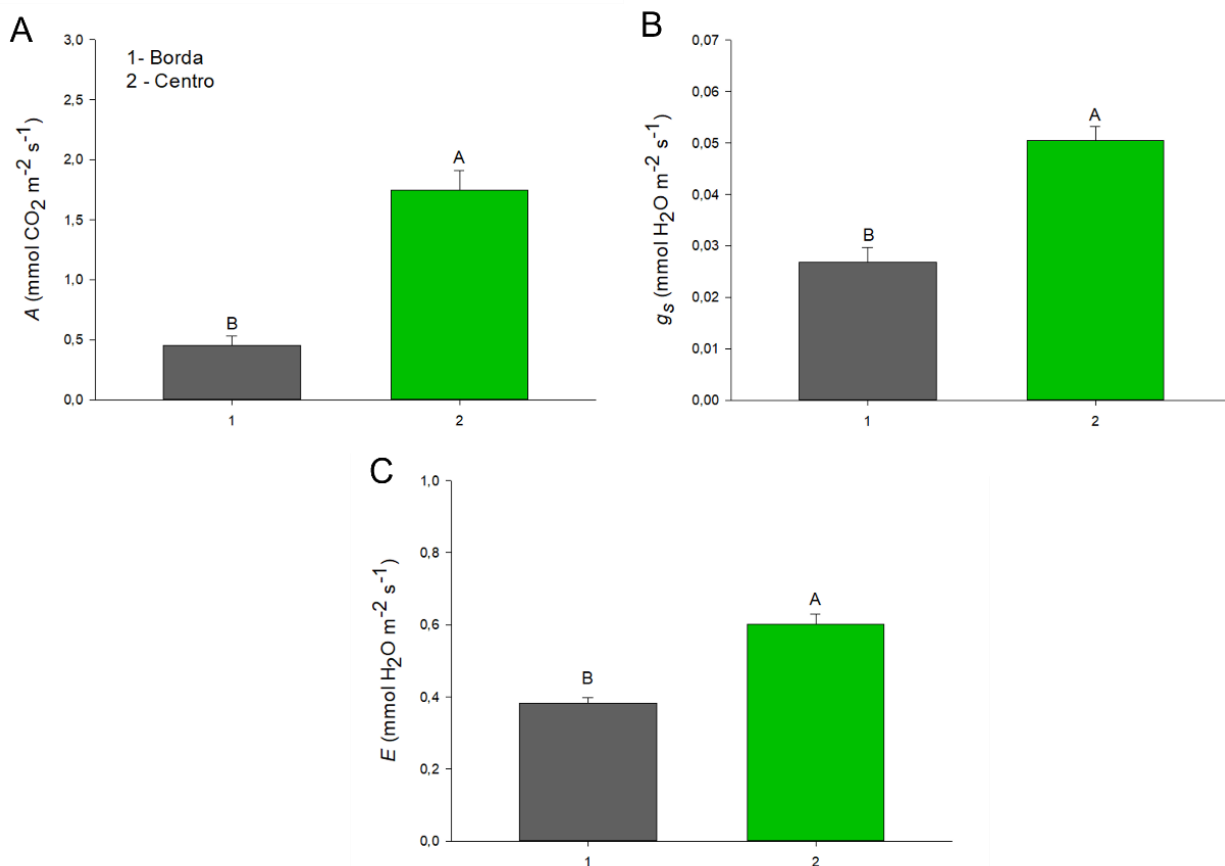 A
3,0
2,5
2,0
1,5
1,0
0,5
0,0
A (mmol CO2 m-2 s-1)
1- Borda
2 - Centro
B
A
1
2
B
0,07
0,06
0,05
0,04
0,03
0,02
0,01
0,00
gs (mmol H2O m-2 s-1)
B
A
1
2
C
1,0
0,8
0,6
0,4
0,2
0,0
E (mmol H2O m-2 s-1)
B
A
1
2